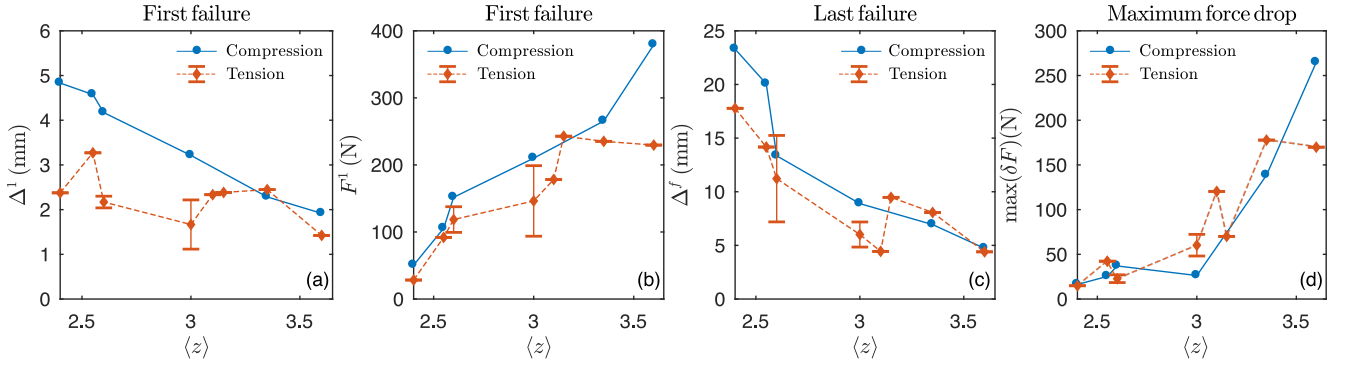 First failure
Compression
Tension
Δ¹ (mm)
0
1
2
3
4
5
6
2.5
3
3.5
⟨z⟩
(a)
First failure
Compression
Tension
F¹ (N)
0
100
200
300
400
2.5
3
3.5
⟨z⟩
(b)
Last failure
Compression
Tension
Δᶠ (mm)
0
5
10
15
20
25
2.5
3
3.5
⟨z⟩
(c)
Maximum force drop
Compression
Tension
max(δF)(N)
0
50
100
150
200
250
300
2.5
3
3.5
⟨z⟩
(d)